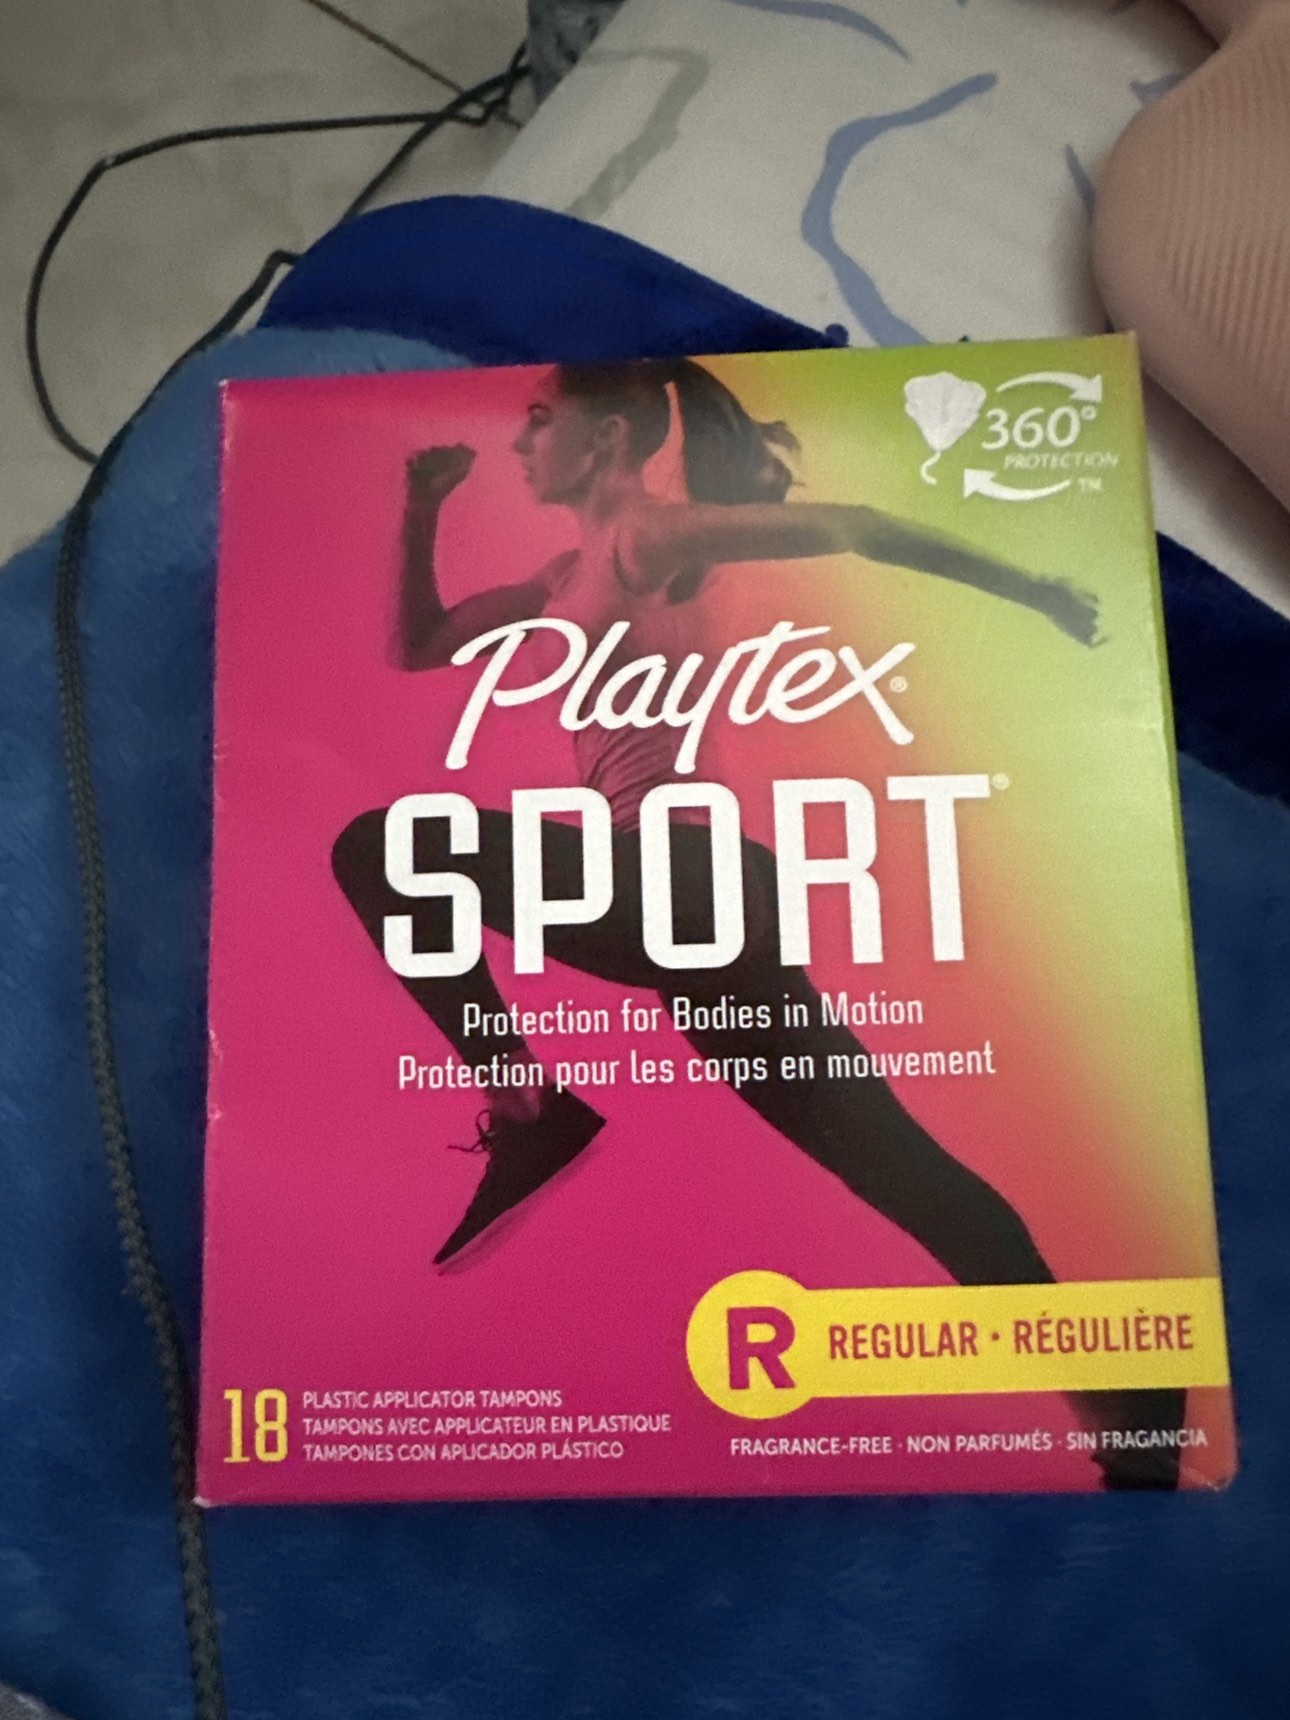 360°
PROTECTION
TM
Playtex®
SPORT®
Protection for Bodies in Motion
Protection pour les corps en mouvement
R REGULAR • RÉGULIÈRE
18 PLASTIC APPLICATOR TAMPONS
TAMPONS AVEC APPLICATEUR EN PLASTIQUE
TAMPONES CON APLICADOR PLÁSTICO
FRAGRANCE-FREE · NON PARFUMÉS · SIN FRAGANCIA